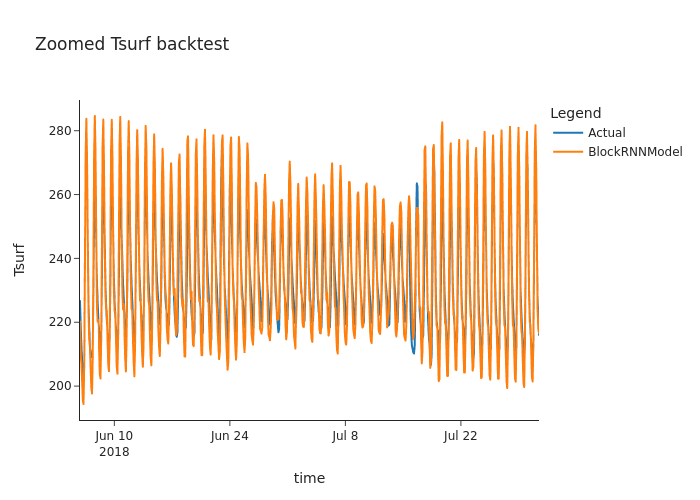 Zoomed Tsurf backtest
Legend
Actual
BlockRNNModel
Tsurf
280
260
240
220
200
Jun 10
2018
Jun 24
Jul 8
Jul 22
time